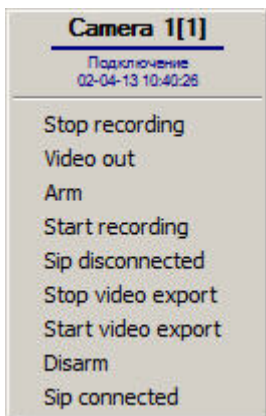 Camera 1[1]
Подключение
02-04-13 10:40:26
Stop recording
Video out
Arm
Start recording
Sip disconnected
Stop video export
Start video export
Disarm
Sip connected